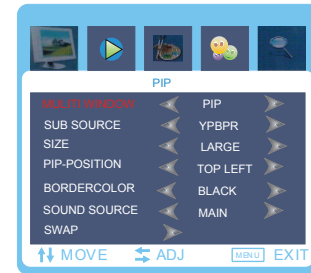 PIP
MULTI WINDOW PIP
SUB SOURCE YPBPR
SIZE LARGE
PIP-POSITION TOP LEFT
BORDERCOLOR BLACK
SOUND SOURCE MAIN
SWAP
MOVE ADJ MENU EXIT